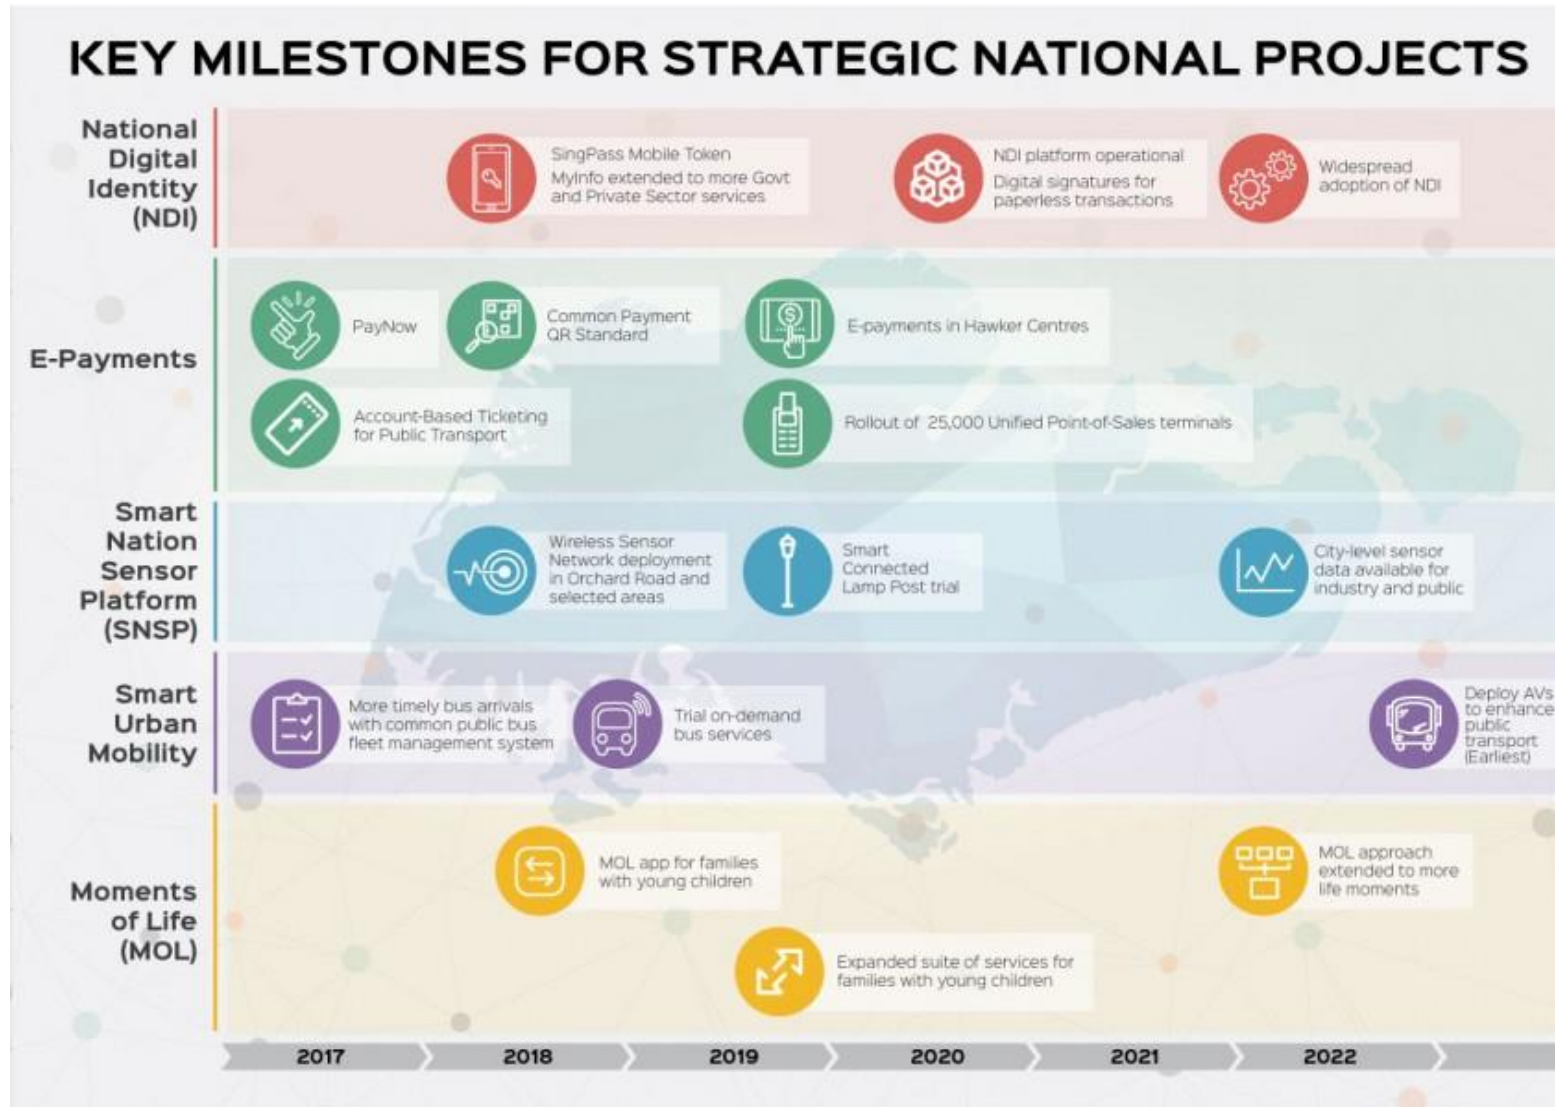 KEY MILESTONES FOR STRATEGIC NATIONAL PROJECTS
National
Digital
Identity
(NDI)
SingPass Mobile Token
MyInfo extended to more Govt
and Private Sector services
NDI platform operational
Digital signatures for
paperless transactions
Widespread
adoption of NDI
E-Payments
PayNow
Common Payment
QR Standard
E-payments in Hawker Centres
Account-Based Ticketing
for Public Transport
Rollout of 25,000 Unified Point-of-Sales terminals
Smart
Nation
Sensor
Platform
(SNSP)
Wireless Sensor
Network deployment
in Orchard Road and
selected areas
Smart
Connected
Lamp Post trial
City-level sensor
data available for
industry and public
Smart
Urban
Mobility
More timely bus arrivals
with common public bus
fleet management system
Trial on-demand
bus services
Deploy AVs
to enhance
public
transport
(Earliest)
Moments
of Life
(MOL)
MOL app for families
with young children
MOL approach
extended to more
life moments
Expanded suite of services for
families with young children
2017
2018
2019
2020
2021
2022